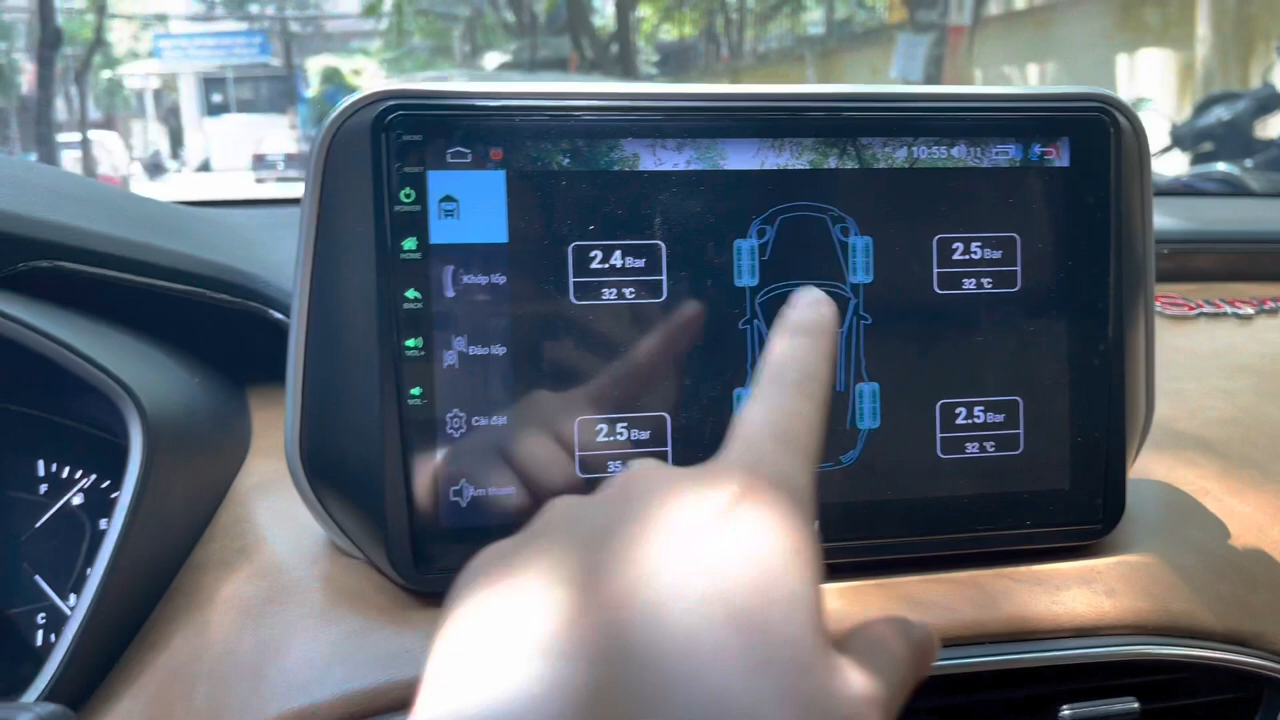 10:55 11
POWER
HOME
BACK
VOL+
VOL-
Khớp lốp
Đảo lốp
Cài đặt
Âm thanh
2.4 Bar
32 ℃
2.5 Bar
32 ℃
2.5 Bar
35
2.5 Bar
32 ℃
F
E
C